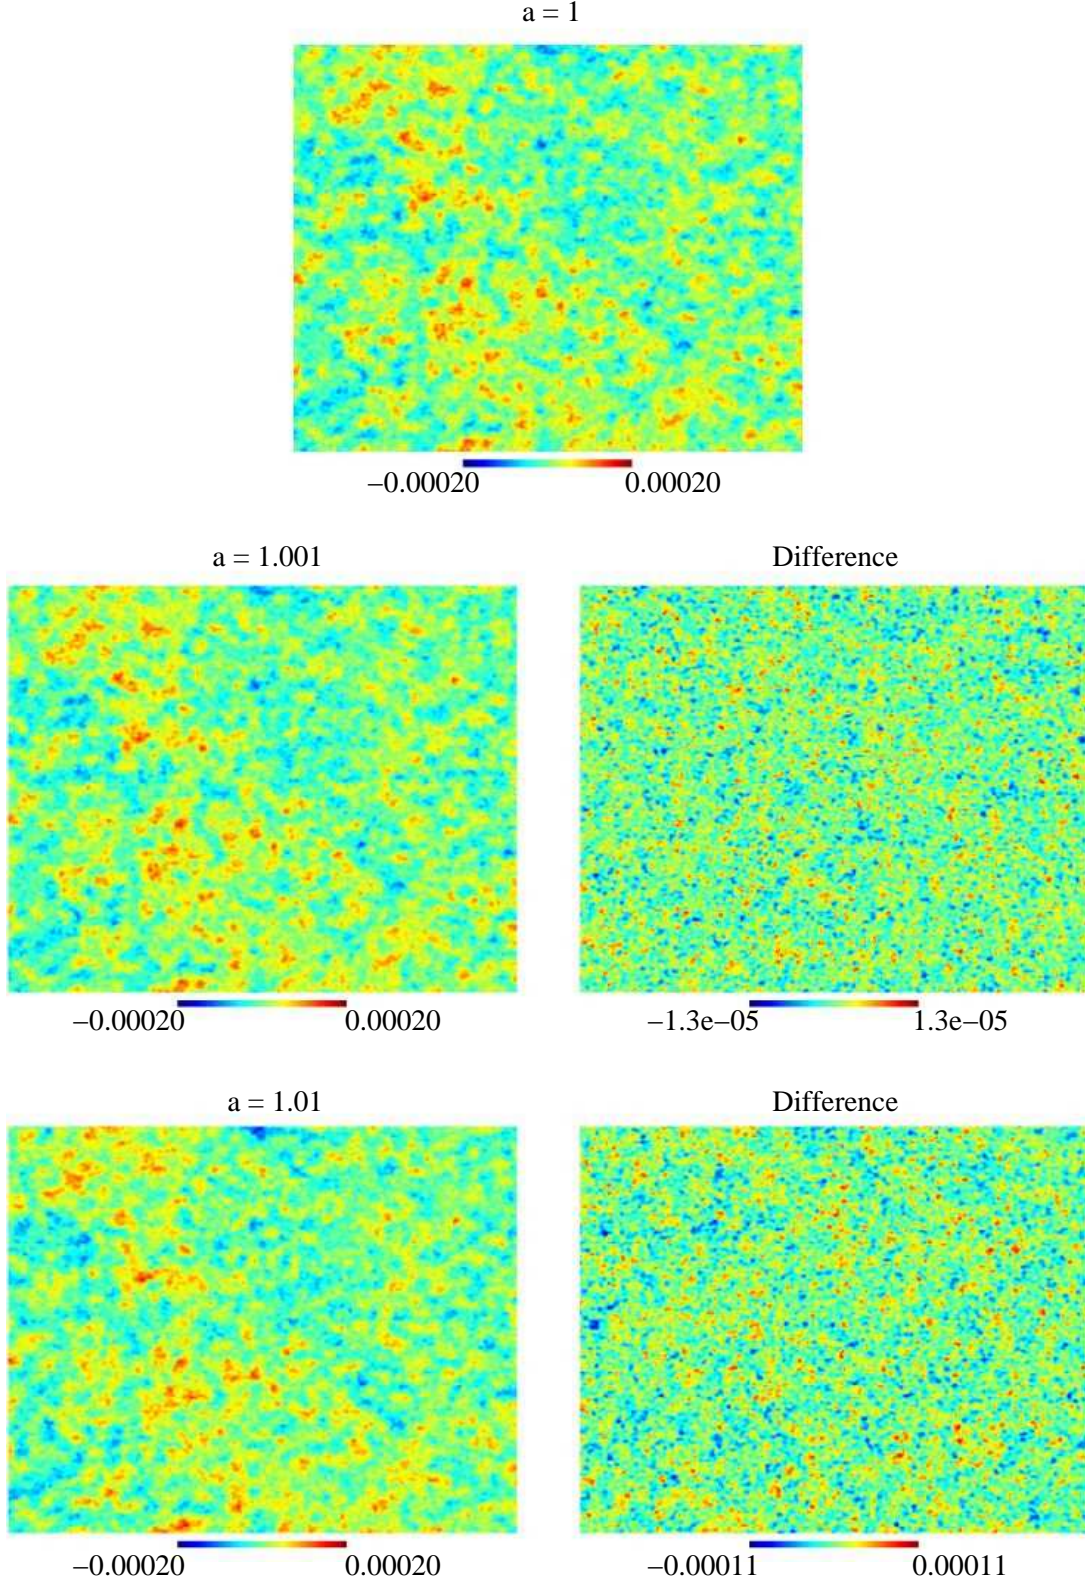 a = 1
−0.00020 0.00020
a = 1.001 Difference
−0.00020 0.00020 −1.3e−05 1.3e−05
a = 1.01 Difference
−0.00020 0.00020 −0.00011 0.00011